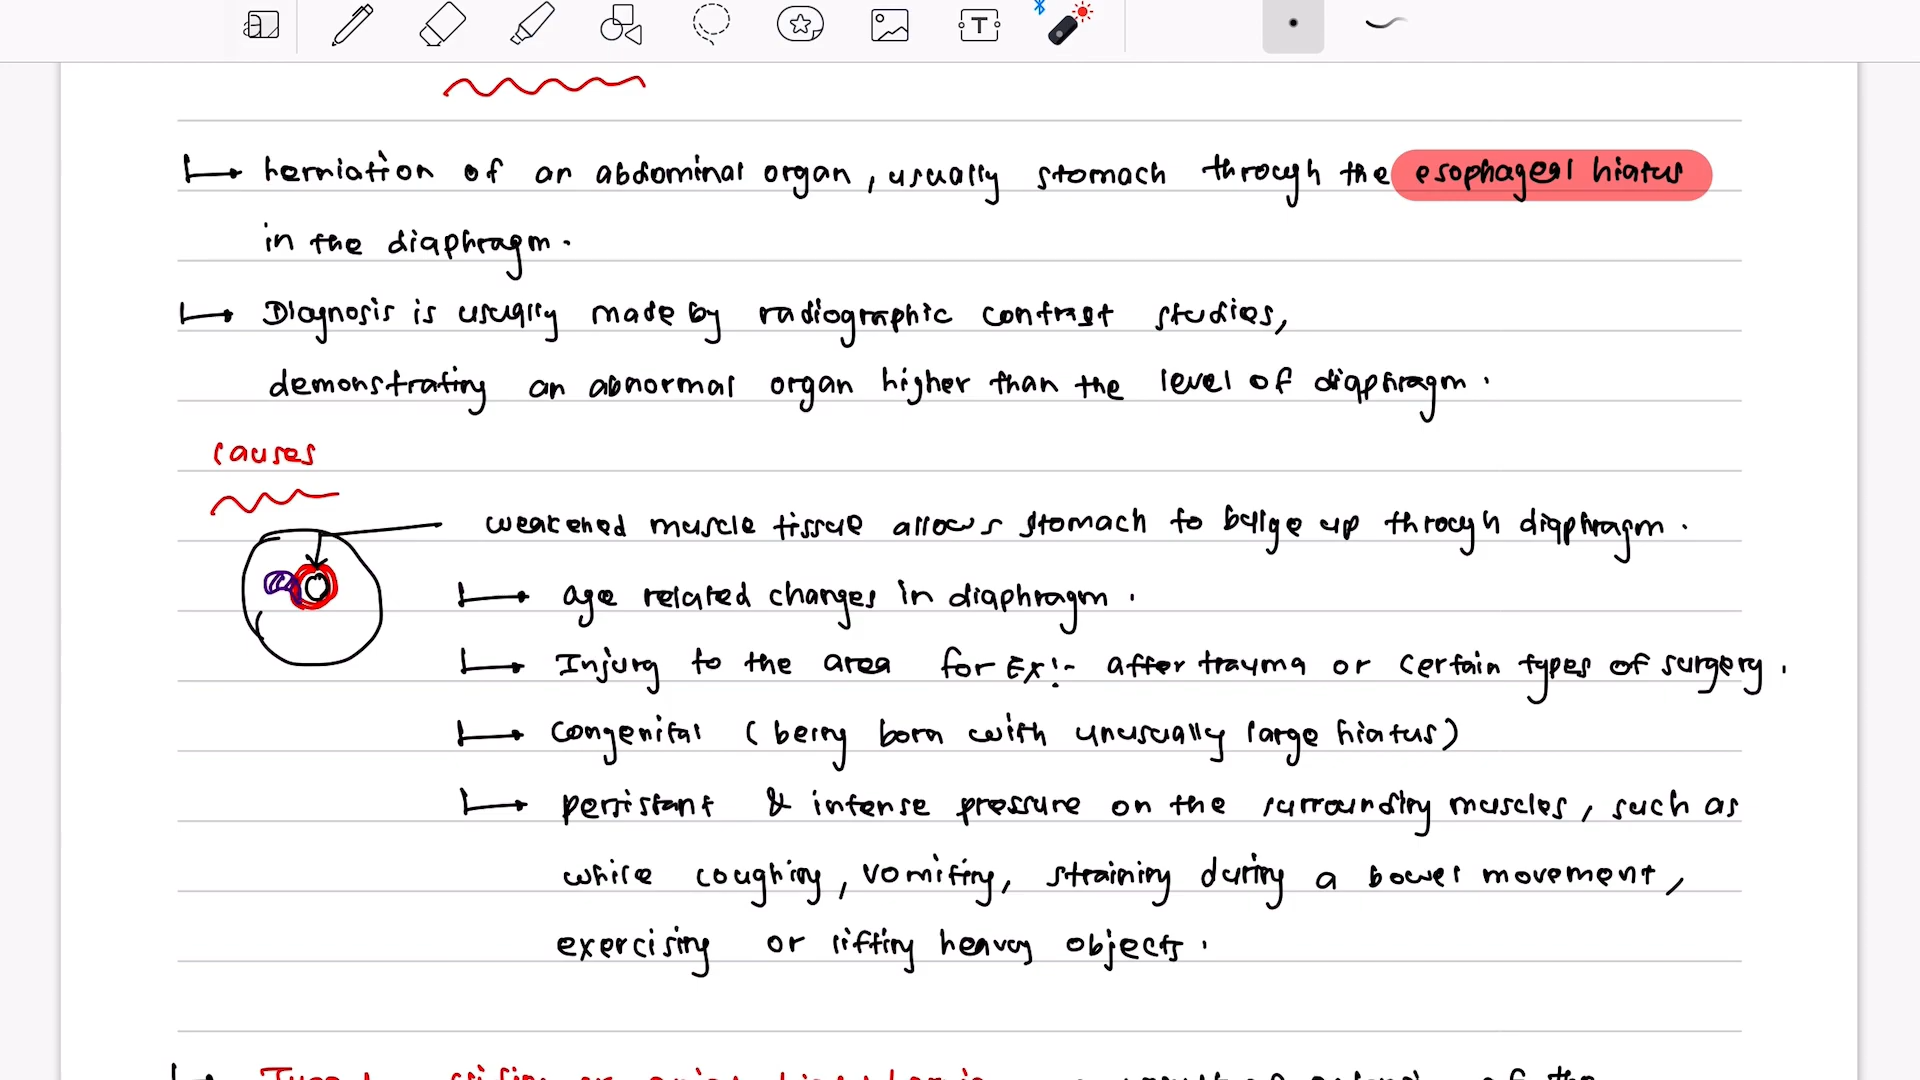 herniation of an abdominal organ, usually stomach through the esophageal hiatus
in the diaphragm.
Diagnosis is usually made by radiographic contrast studies,
demonstrating an abnormal organ higher than the level of diaphragm.
causes
weakened muscle tissue allows stomach to bulge up through diaphragm.
age related changes in diaphragm.
Injury to the area for Ex:- after trauma or certain types of surgery.
Congenital (being born with unusually large hiatus)
persistant & intense pressure on the surrounding muscles, such as
while coughing, vomiting, straining during a bowel movement,
exercising or lifting heavy objects.